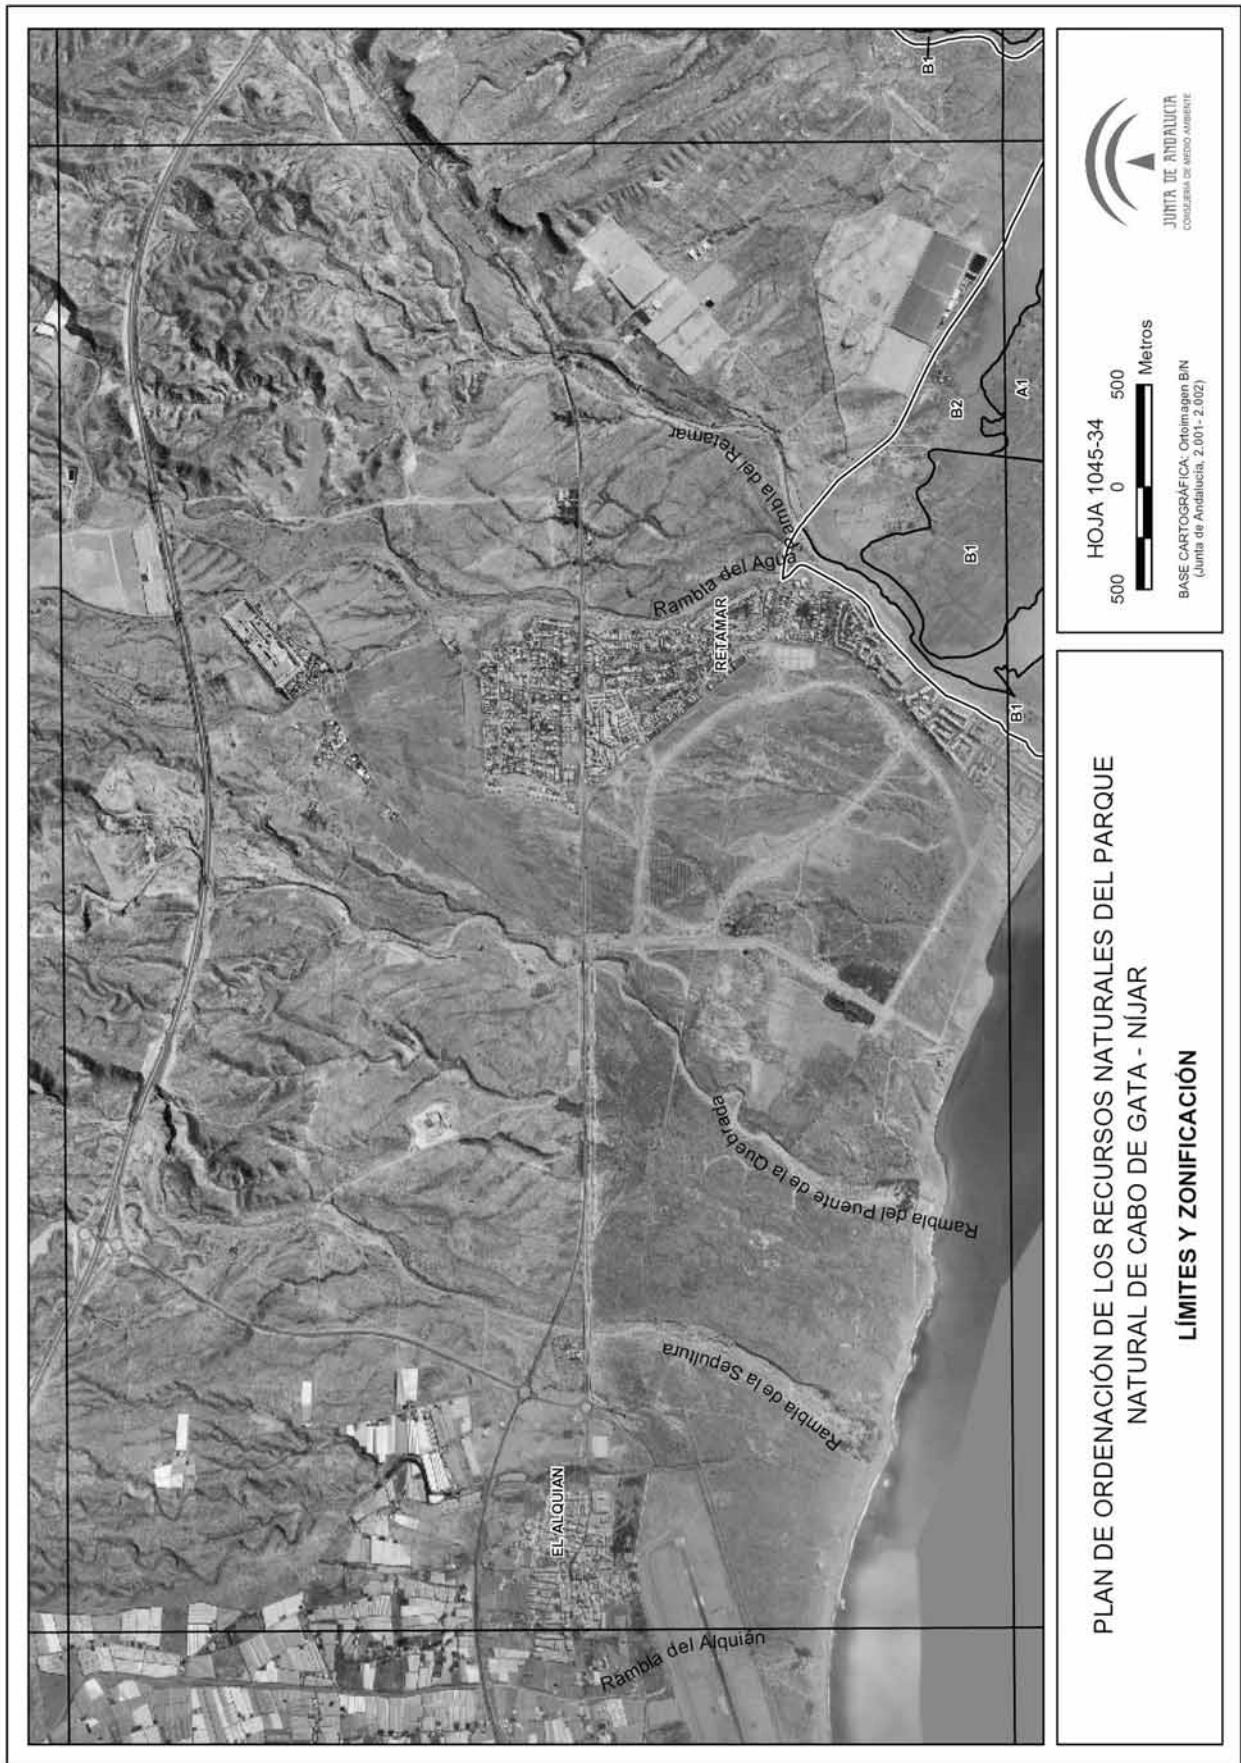 EL ALQUIAN
Rambla del Alquián
Rambla de la Sepultura
Rambla del Puente de la Quebrada
RETAMAR
Rambla del Agua
Rambla del Retamar
B1
B1
B2
A1
B1
PLAN DE ORDENACIÓN DE LOS RECURSOS NATURALES DEL PARQUE
NATURAL DE CABO DE GATA - NÍJAR
LÍMITES Y ZONIFICACIÓN
HOJA 1045-34
500 0 500
Metros
BASE CARTOGRÁFICA: Ortoimagen B/N
(Junta de Andalucía, 2.001- 2.002)
JUNTA DE ANDALUCIA
CONSEJERIA DE MEDIO AMBIENTE